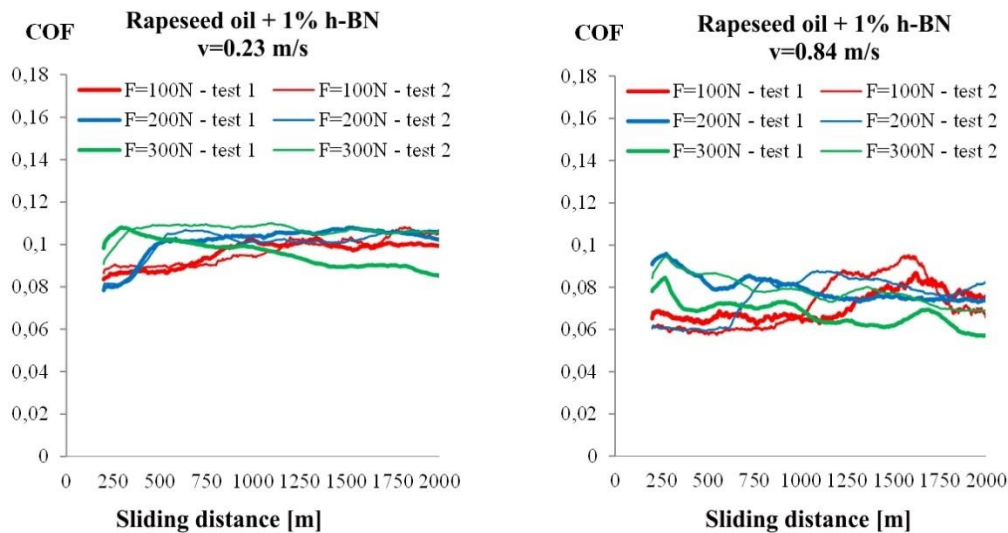 COF
Rapeseed oil + 1% h-BN
v=0.23 m/s
0,18
0,16
0,14
0,12
0,1
0,08
0,06
0,04
0,02
0
F=100N - test 1
F=100N - test 2
F=200N - test 1
F=200N - test 2
F=300N - test 1
F=300N - test 2
0 250 500 750 1000 1250 1500 1750 2000
Sliding distance [m]
COF
Rapeseed oil + 1% h-BN
v=0.84 m/s
0,18
0,16
0,14
0,12
0,1
0,08
0,06
0,04
0,02
0
F=100N - test 1
F=100N - test 2
F=200N - test 1
F=200N - test 2
F=300N - test 1
F=300N - test 2
0 250 500 750 1000 1250 1500 1750 2000
Sliding distance [m]